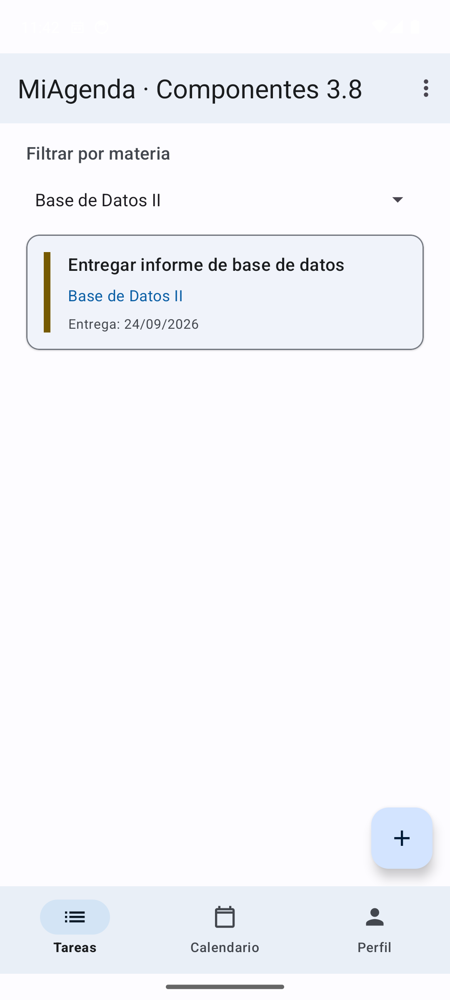 MiAgenda · Componentes 3.8
Filtrar por materia
Base de Datos II
Entregar informe de base de datos
Base de Datos II
Entrega: 24/09/2026
Tareas
Calendario
Perfil